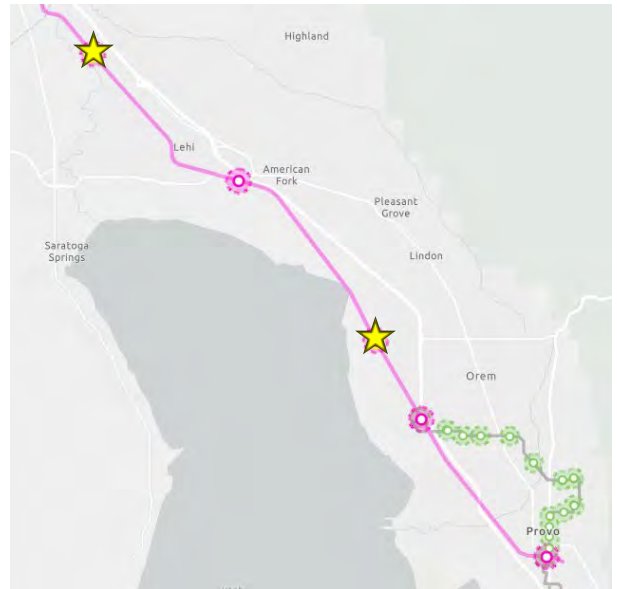 Highland
Lehi
American
Fork
Pleasant
Grove
Saratoga
Springs
Lindon
Orem
Provo